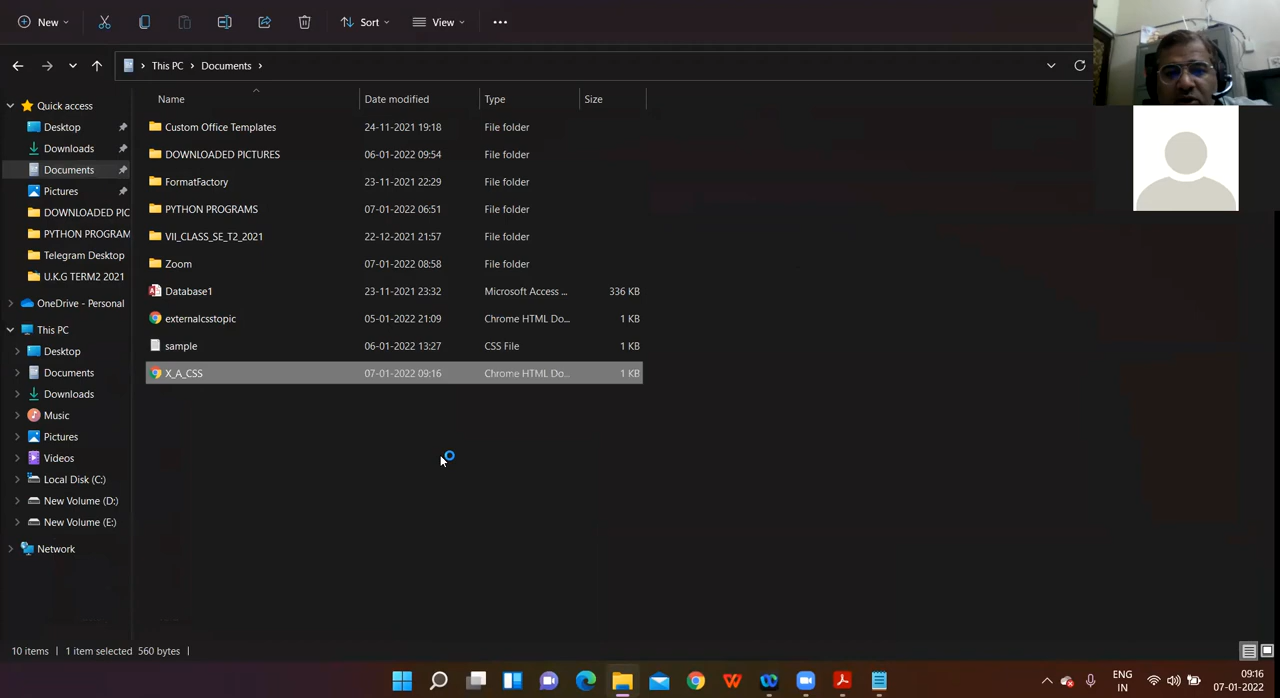 New
Sort
View
This PC
Documents
Name
Date modified
Type
Size
Quick access
Desktop
Downloads
Documents
Pictures
DOWNLOADED PIC
PYTHON PROGRAM
Telegram Desktop
U.K.G TERM2 2021
OneDrive - Personal
This PC
Desktop
Documents
Downloads
Music
Pictures
Videos
Local Disk (C:)
New Volume (D:)
New Volume (E:)
Network
Custom Office Templates 24-11-2021 19:18 File folder
DOWNLOADED PICTURES 06-01-2022 09:54 File folder
FormatFactory 23-11-2021 22:29 File folder
PYTHON PROGRAMS 07-01-2022 06:51 File folder
VII_CLASS_SE_T2_2021 22-12-2021 21:57 File folder
Zoom 07-01-2022 08:58 File folder
Database1 23-11-2021 23:32 Microsoft Access ... 336 KB
externalcsstopic 05-01-2022 21:09 Chrome HTML Do... 1 KB
sample 06-01-2022 13:27 CSS File 1 KB
X_A_CSS 07-01-2022 09:16 Chrome HTML Do... 1 KB
10 items 1 item selected 560 bytes
ENG
IN
09:16
07-01-2022